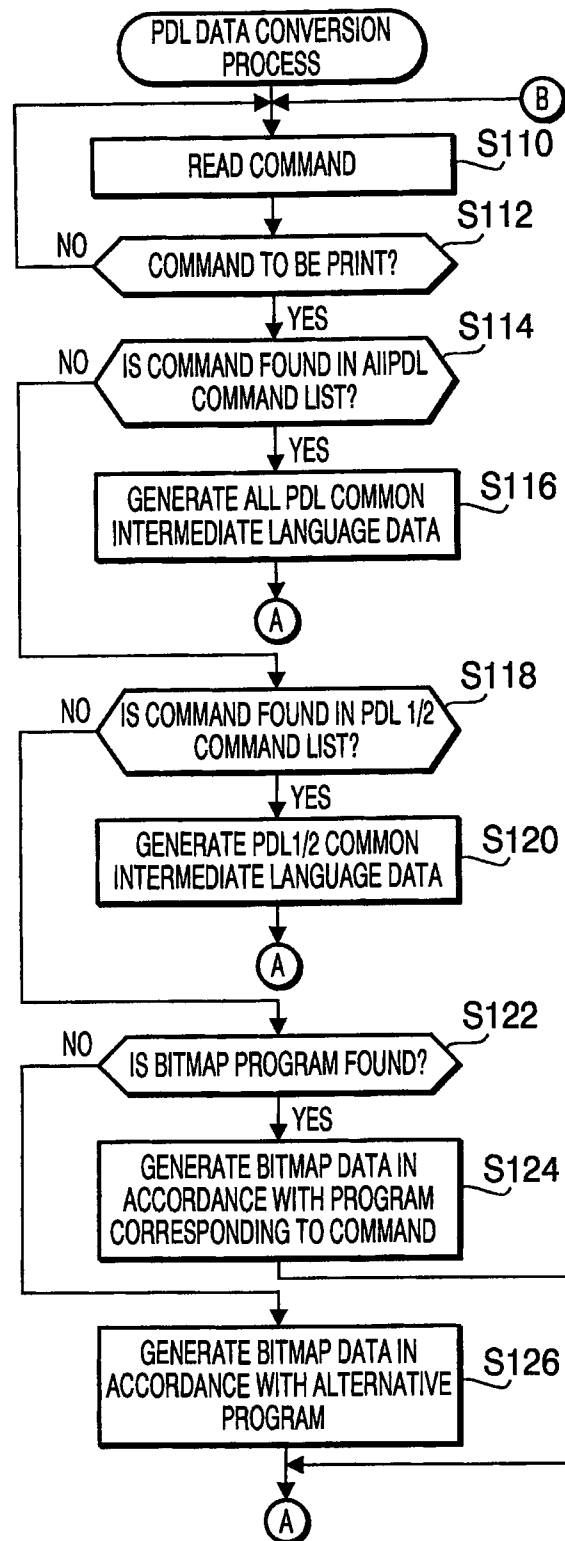 PDL DATA CONVERSION
PROCESS
B
READ COMMAND
S110
S112
NO
COMMAND TO BE PRINT?
YES
S114
NO
IS COMMAND FOUND IN AllPDL
COMMAND LIST?
YES
S116
GENERATE ALL PDL COMMON
INTERMEDIATE LANGUAGE DATA
A
S118
NO
IS COMMAND FOUND IN PDL 1/2
COMMAND LIST?
YES
S120
GENERATE PDL1/2 COMMON
INTERMEDIATE LANGUAGE DATA
A
S122
NO
IS BITMAP PROGRAM FOUND?
YES
S124
GENERATE BITMAP DATA IN
ACCORDANCE WITH PROGRAM
CORRESPONDING TO COMMAND
S126
GENERATE BITMAP DATA IN
ACCORDANCE WITH ALTERNATIVE
PROGRAM
A